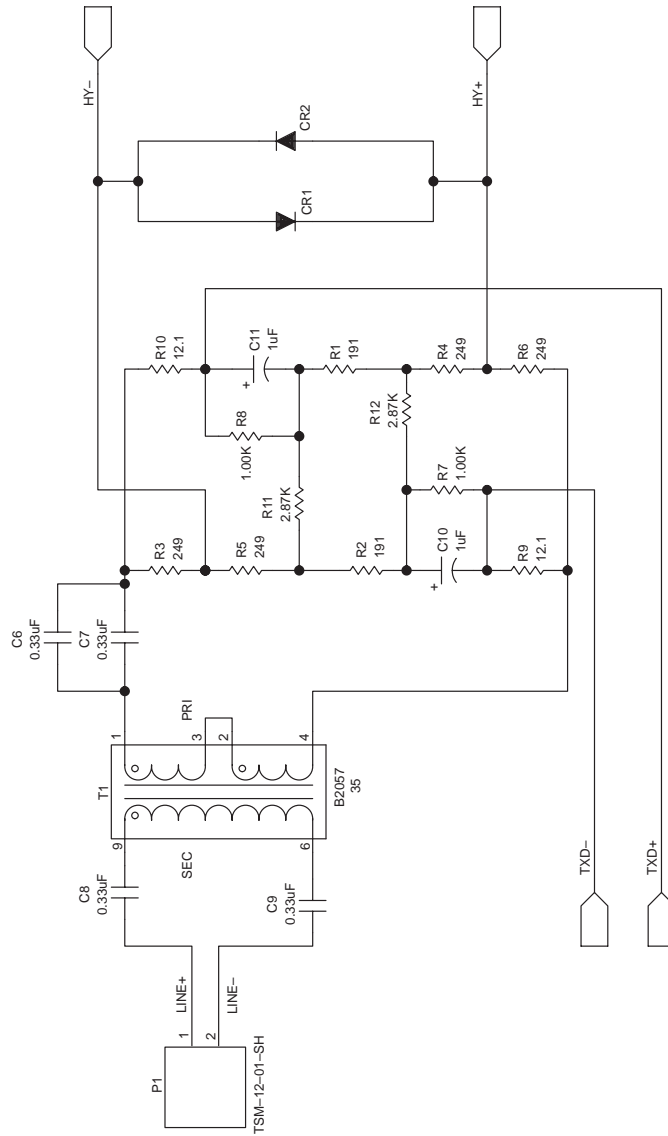 P1
TSM–12–01–SH
1
2
LINE+
LINE–
C8
0.33uF
C9
0.33uF
9
6
SEC
T1
B2057
35
1
3
2
4
PRI
C6
0.33uF
C7
0.33uF
R3
249
R5
249
R11
2.87K
R2
191
C10
1uF
R9
12.1
R8
1.00K
R12
2.87K
R7
1.00K
R10
12.1
C11
1uF
+
+
R1
191
R4
249
R6
249
CR1
CR2
HY–
HY+
TXD–
TXD+